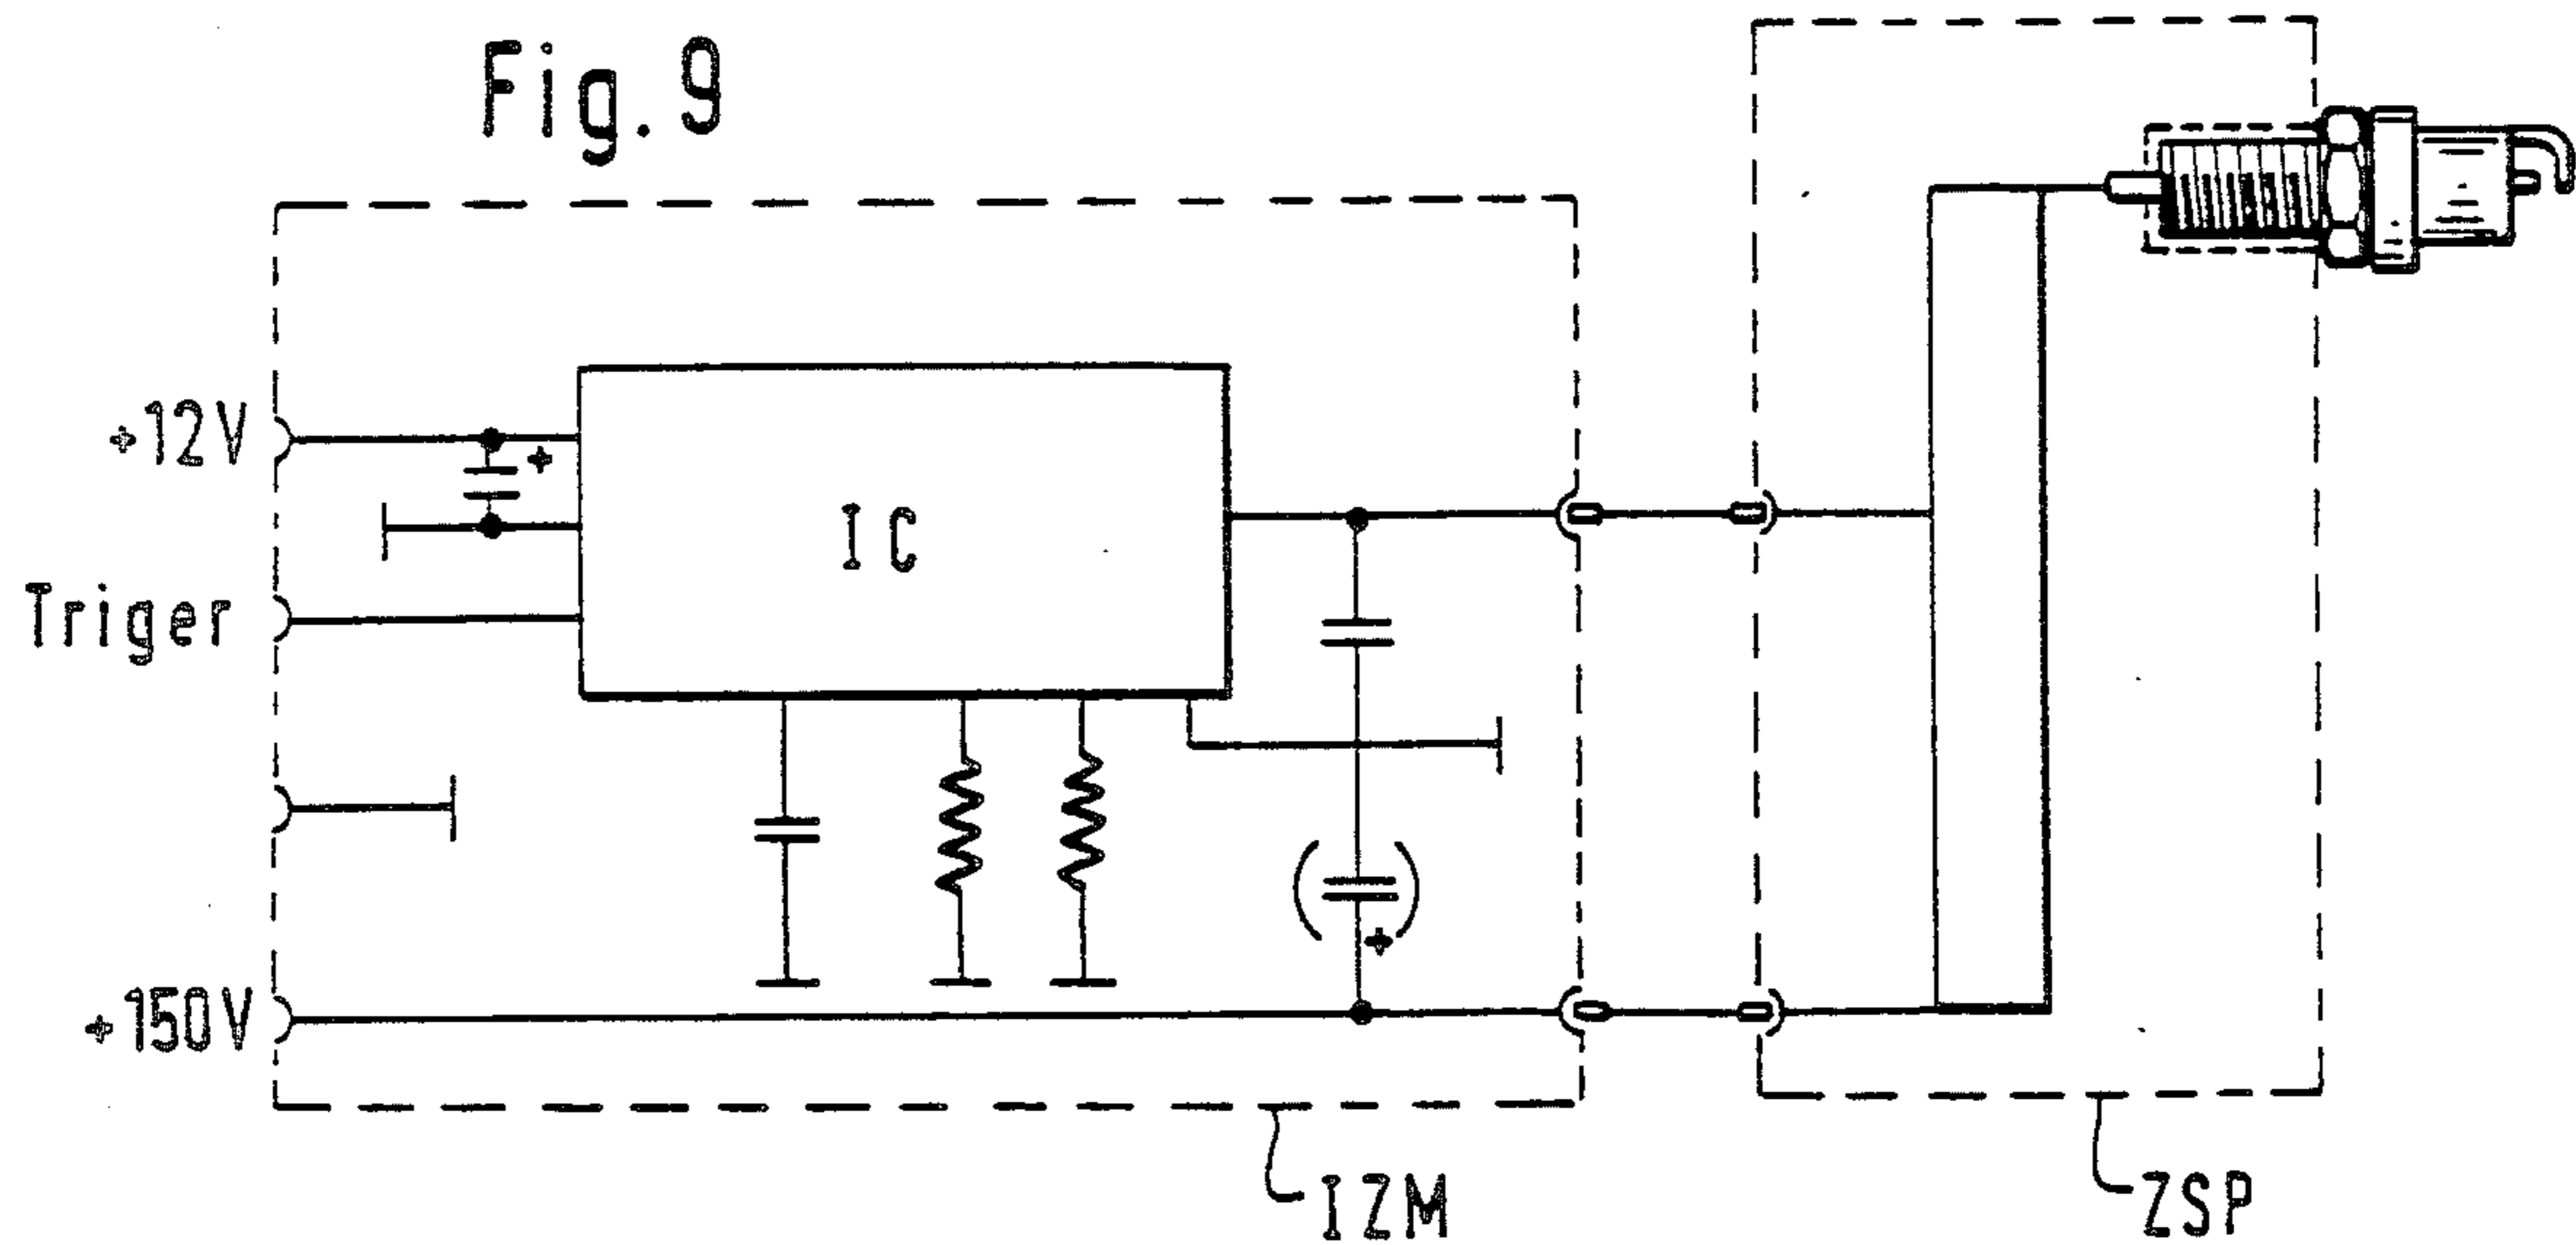 Fig. 9
+12V
+
IC
Triger
+
+150V
IZM
ZSP